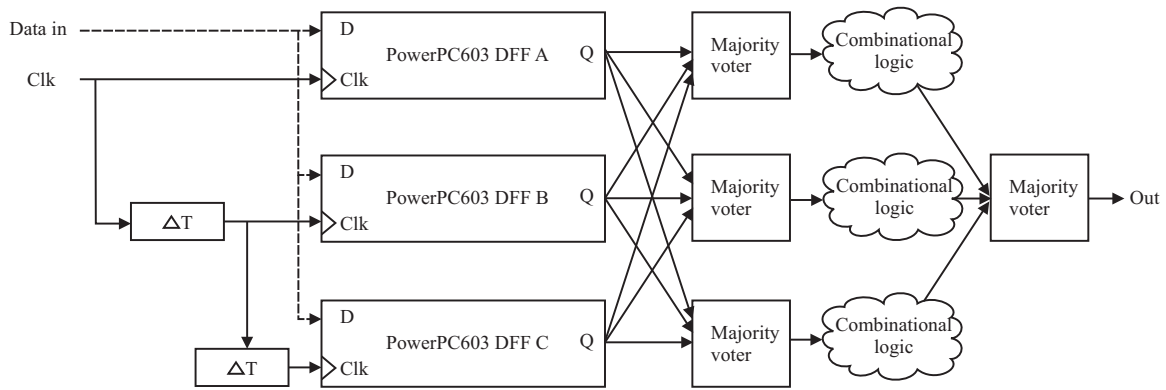 Data in
Clk
D
PowerPC603 DFF A
Q
Clk
Majority
voter
Combinational
logic
D
PowerPC603 DFF B
Q
Clk
△T
Majority
voter
Combinational
logic
Majority
voter
Out
D
PowerPC603 DFF C
Q
Clk
△T
Majority
voter
Combinational
logic